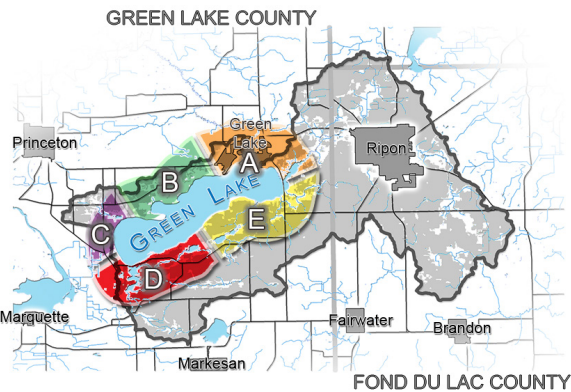 GREEN LAKE COUNTY
Green
Lake
Princeton
Ripon
A
B
GREEN LAKE
E
C
D
Marquette
Fairwater
Brandon
Markesan
FOND DU LAC COUNTY